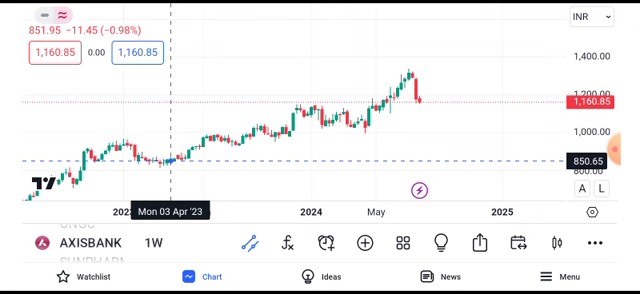 INR
851.95 −11.45 (−0.98%)
1,160.85 0.00 1,160.85
1,400.00
1,200.00
1,160.85
1,000.00
850.65
800.00
A L
Mon 03 Apr '23
2024 May 2025
AXISBANK 1W
Watchlist Chart Ideas News Menu